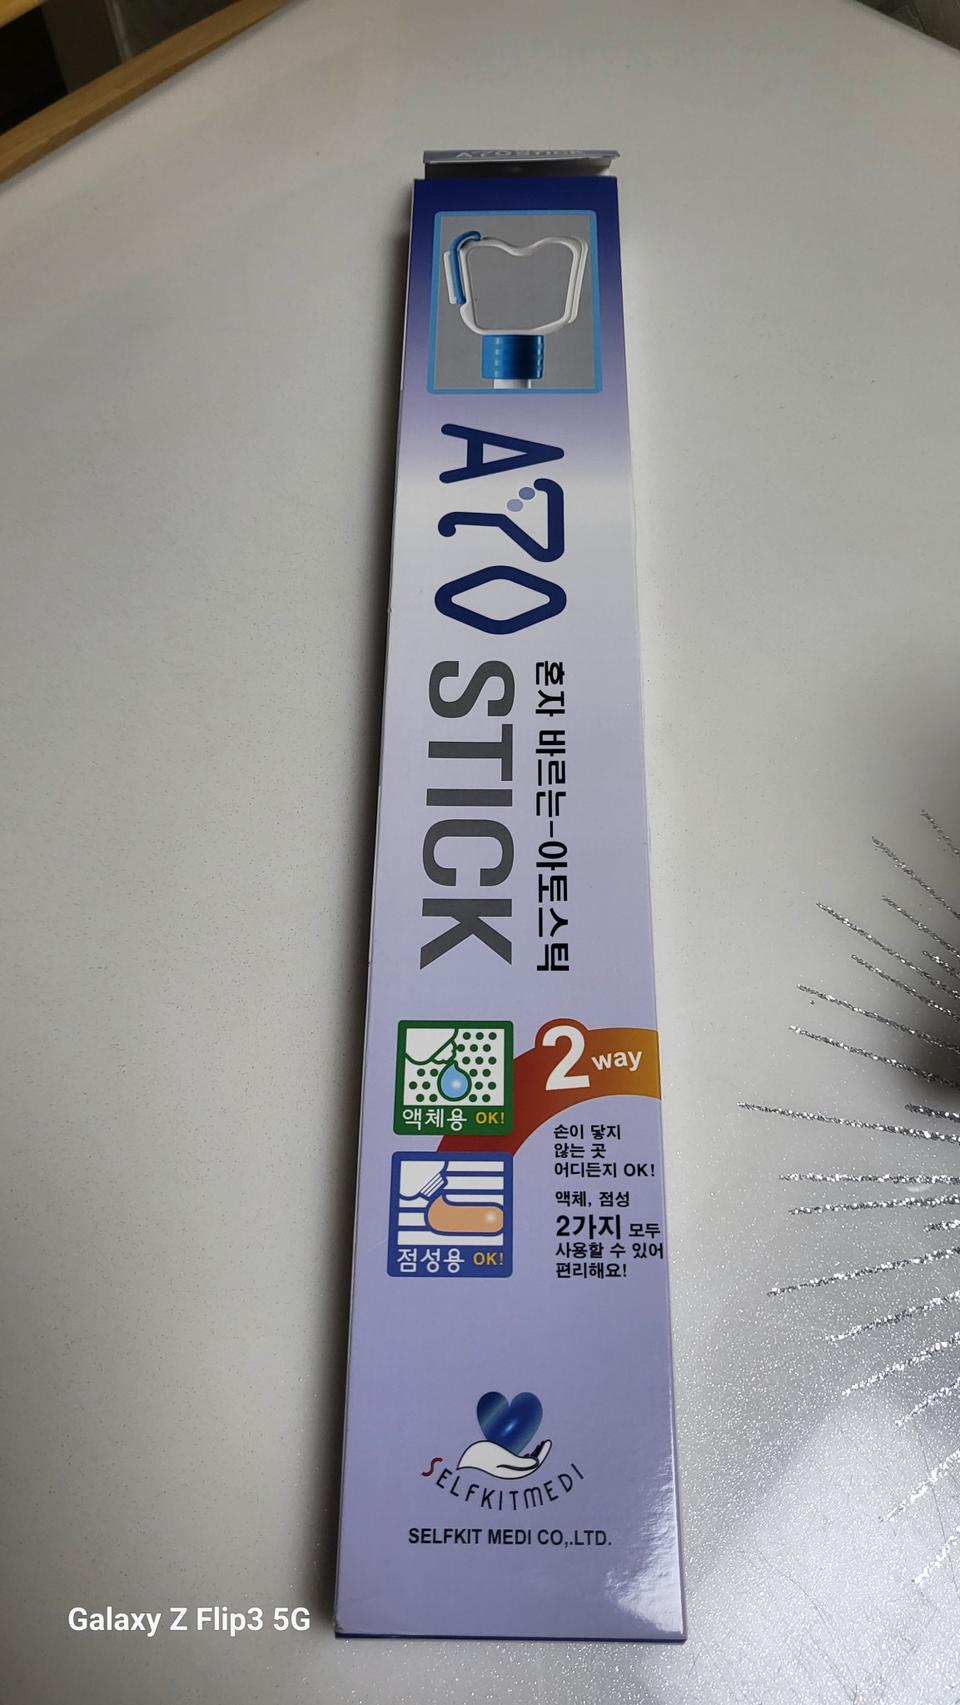 A70 STICK
혼자 바르는-아토스틱
2 way
액체용 OK!
손이 닿지
않는 곳
어디든지 OK!
액체, 점성
2가지 모두
사용할 수 있어
편리해요!
점성용 OK!
SELFKITMEDI
SELFKIT MEDI CO,.LTD.
Galaxy Z Flip3 5G